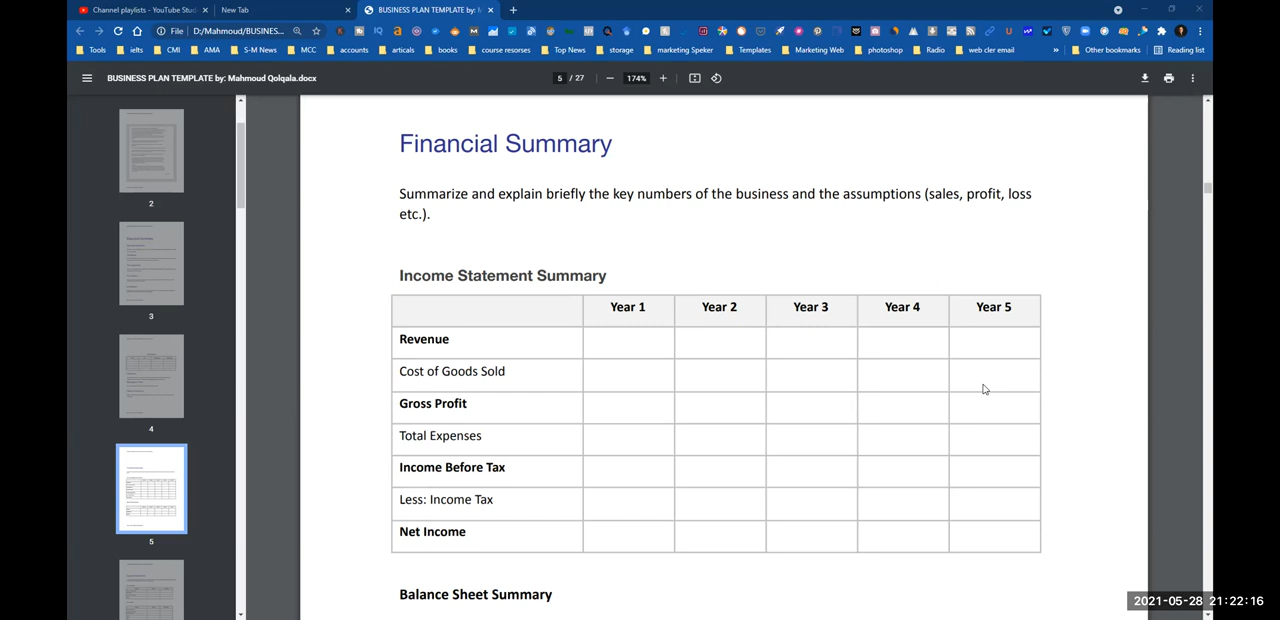 Channel playlists - YouTube Stud
New Tab
BUSINESS PLAN TEMPLATE by: M
File
D:/Mahmoud/BUSINES...
Tools
ielts
CMI
AMA
S-M News
MCC
accounts
articals
books
course resorses
Top News
storage
marketing Speker
Templates
Marketing Web
photoshop
Radio
web cler email
»
Other bookmarks
Reading list
BUSINESS PLAN TEMPLATE by: Mahmoud Qolqala.docx
5 / 27
174%
2
3
4
5
Financial Summary
Summarize and explain briefly the key numbers of the business and the assumptions (sales, profit, loss
etc.).
Income Statement Summary
Year 1 Year 2 Year 3 Year 4 Year 5
Revenue
Cost of Goods Sold
Gross Profit
Total Expenses
Income Before Tax
Less: Income Tax
Net Income
Balance Sheet Summary
2021-05-28 21:22:16